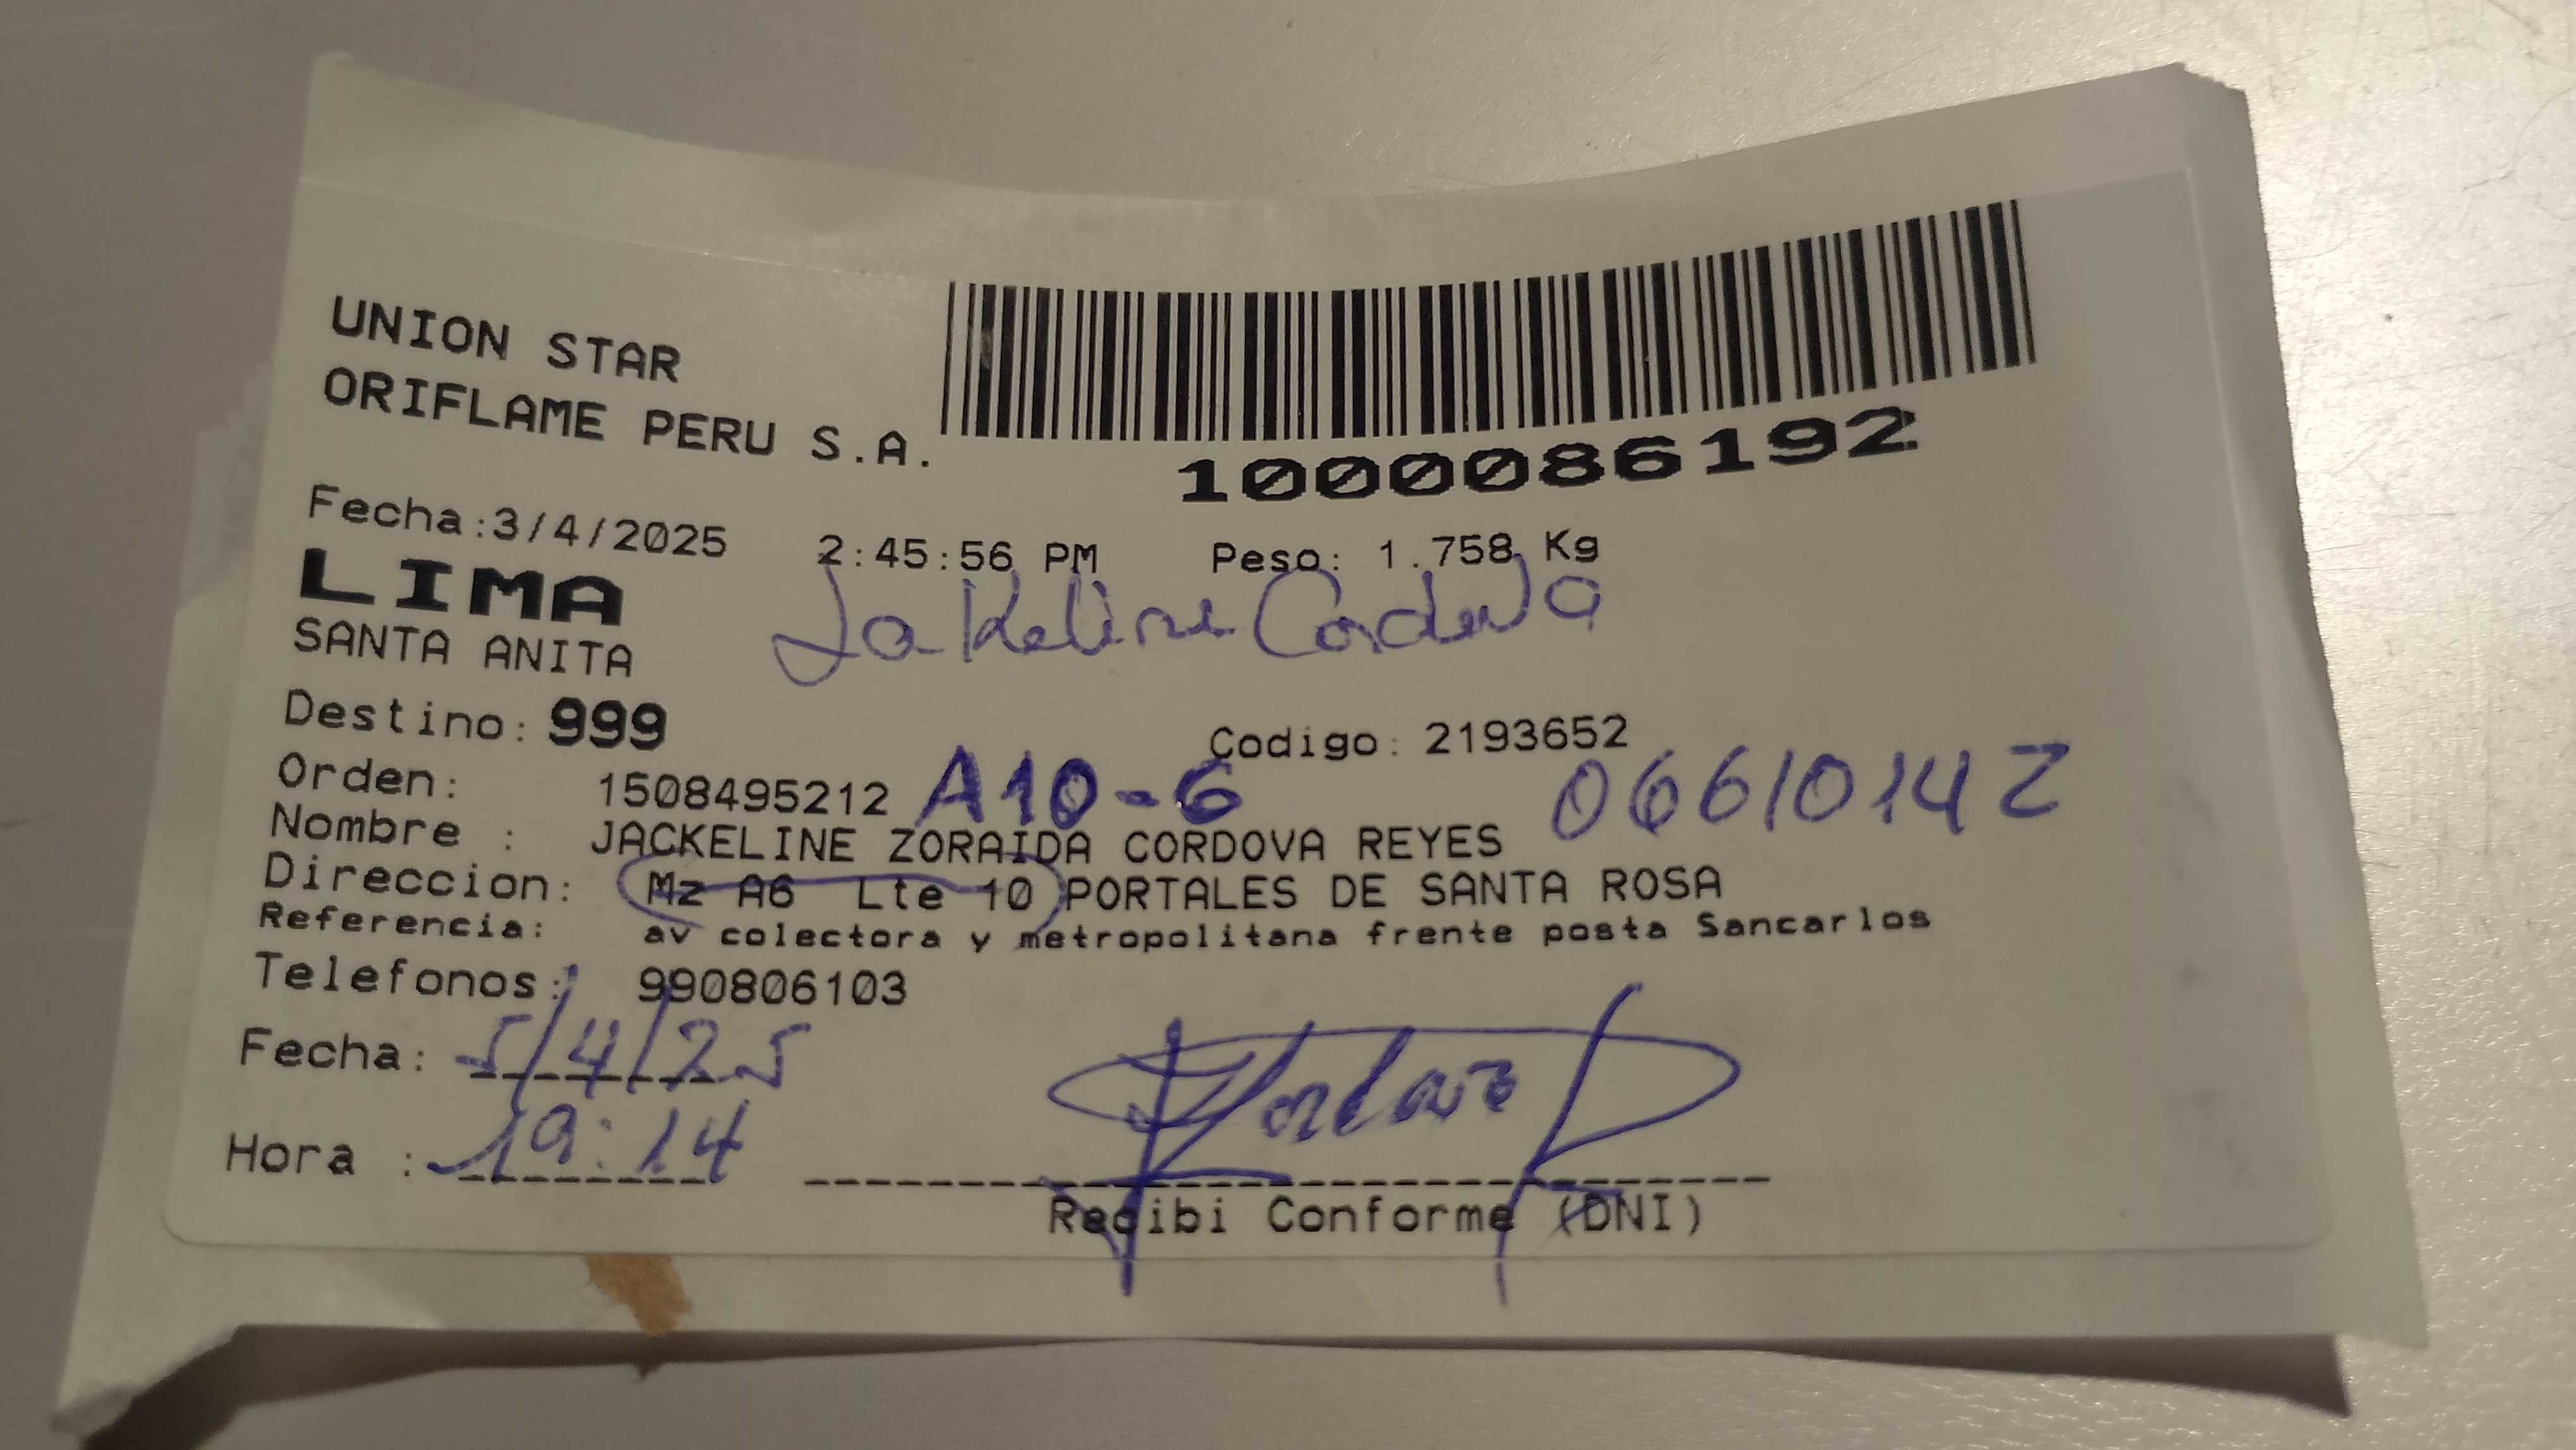 UNION STAR
ORIFLAME PERU S.A.
1000086192
Fecha:3/4/2025 2:45:56 PM Peso: 1.758 Kg
LIMA
SANTA ANITA
Jakeline Cordova
Destino: 999 Codigo: 2193652
Orden: 1508495212 A10-6 06610142
Nombre : JACKELINE ZORAIDA CORDOVA REYES
Direccion: Mz A6 Lte 10 PORTALES DE SANTA ROSA
Referencia: av colectora y metropolitana frente posta Sancarlos
Telefonos: 990806103
Fecha: 5/4/25
Hora : 19:14
Recibi Conforme (DNI)